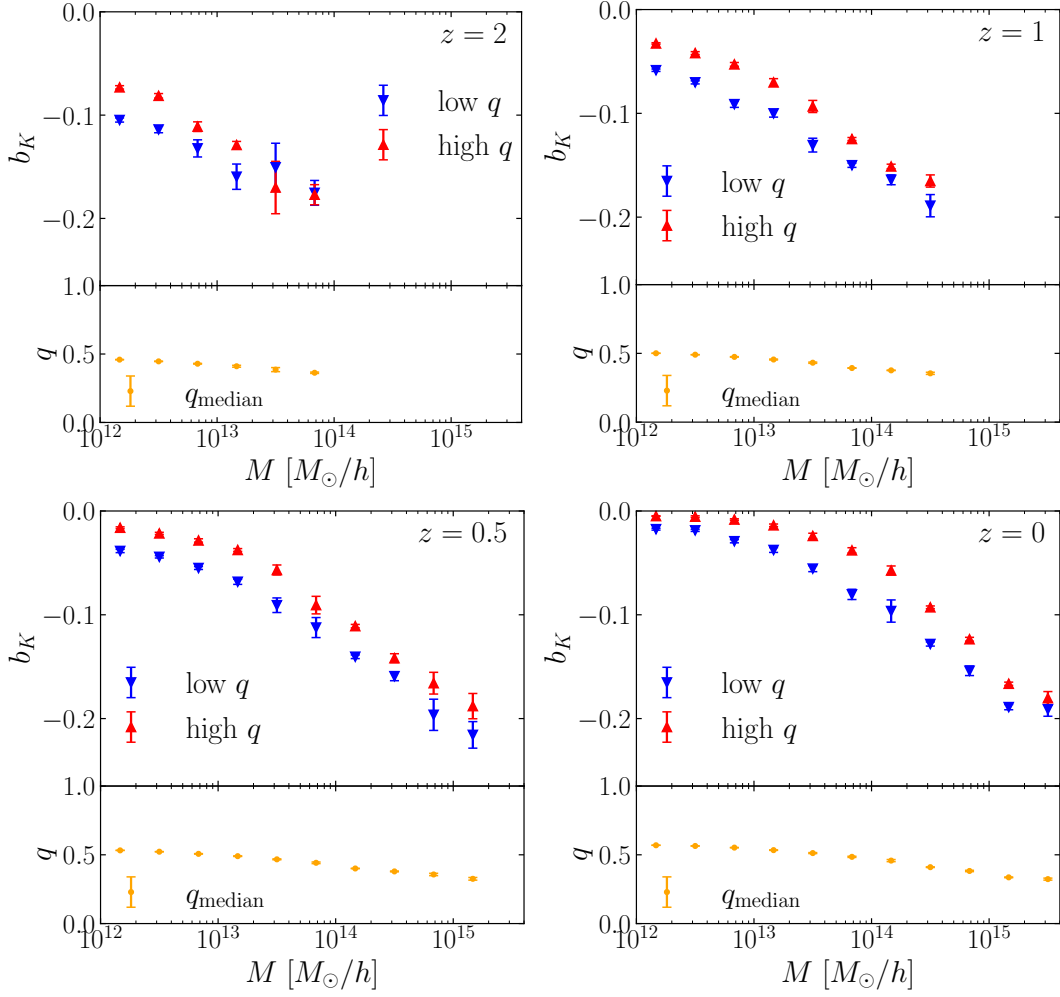 0.0
z = 2
−0.1
low q
b_K
high q
−0.2
1.0
q
0.5
q_median
0.0
10^12 10^13 10^14 10^15
M [M_⊙/h]
0.0
z = 1
−0.1
b_K
low q
−0.2
high q
1.0
q
0.5
q_median
0.0
10^12 10^13 10^14 10^15
M [M_⊙/h]
0.0
z = 0.5
−0.1
b_K
low q
−0.2
high q
1.0
q
0.5
q_median
0.0
10^12 10^13 10^14 10^15
M [M_⊙/h]
0.0
z = 0
−0.1
b_K
low q
−0.2
high q
1.0
q
0.5
q_median
0.0
10^12 10^13 10^14 10^15
M [M_⊙/h]